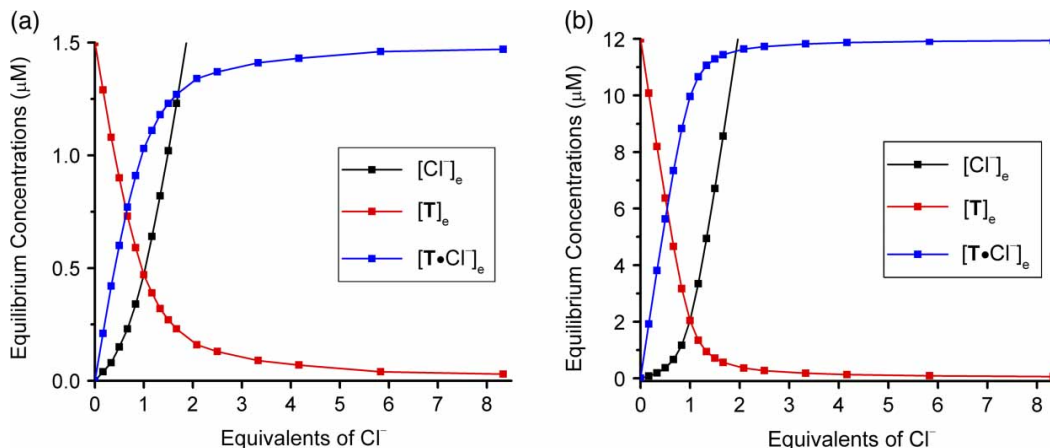 (a)
1.5
1.0
0.5
0.0
Equilibrium Concentrations (μM)
0 1 2 3 4 5 6 7 8
Equivalents of Cl⁻
[Cl⁻]e
[T]e
[T•Cl⁻]e
(b)
12
10
8
6
4
2
0
Equilibrium Concentrations (μM)
0 1 2 3 4 5 6 7 8
Equivalents of Cl⁻
[Cl⁻]e
[T]e
[T•Cl⁻]e